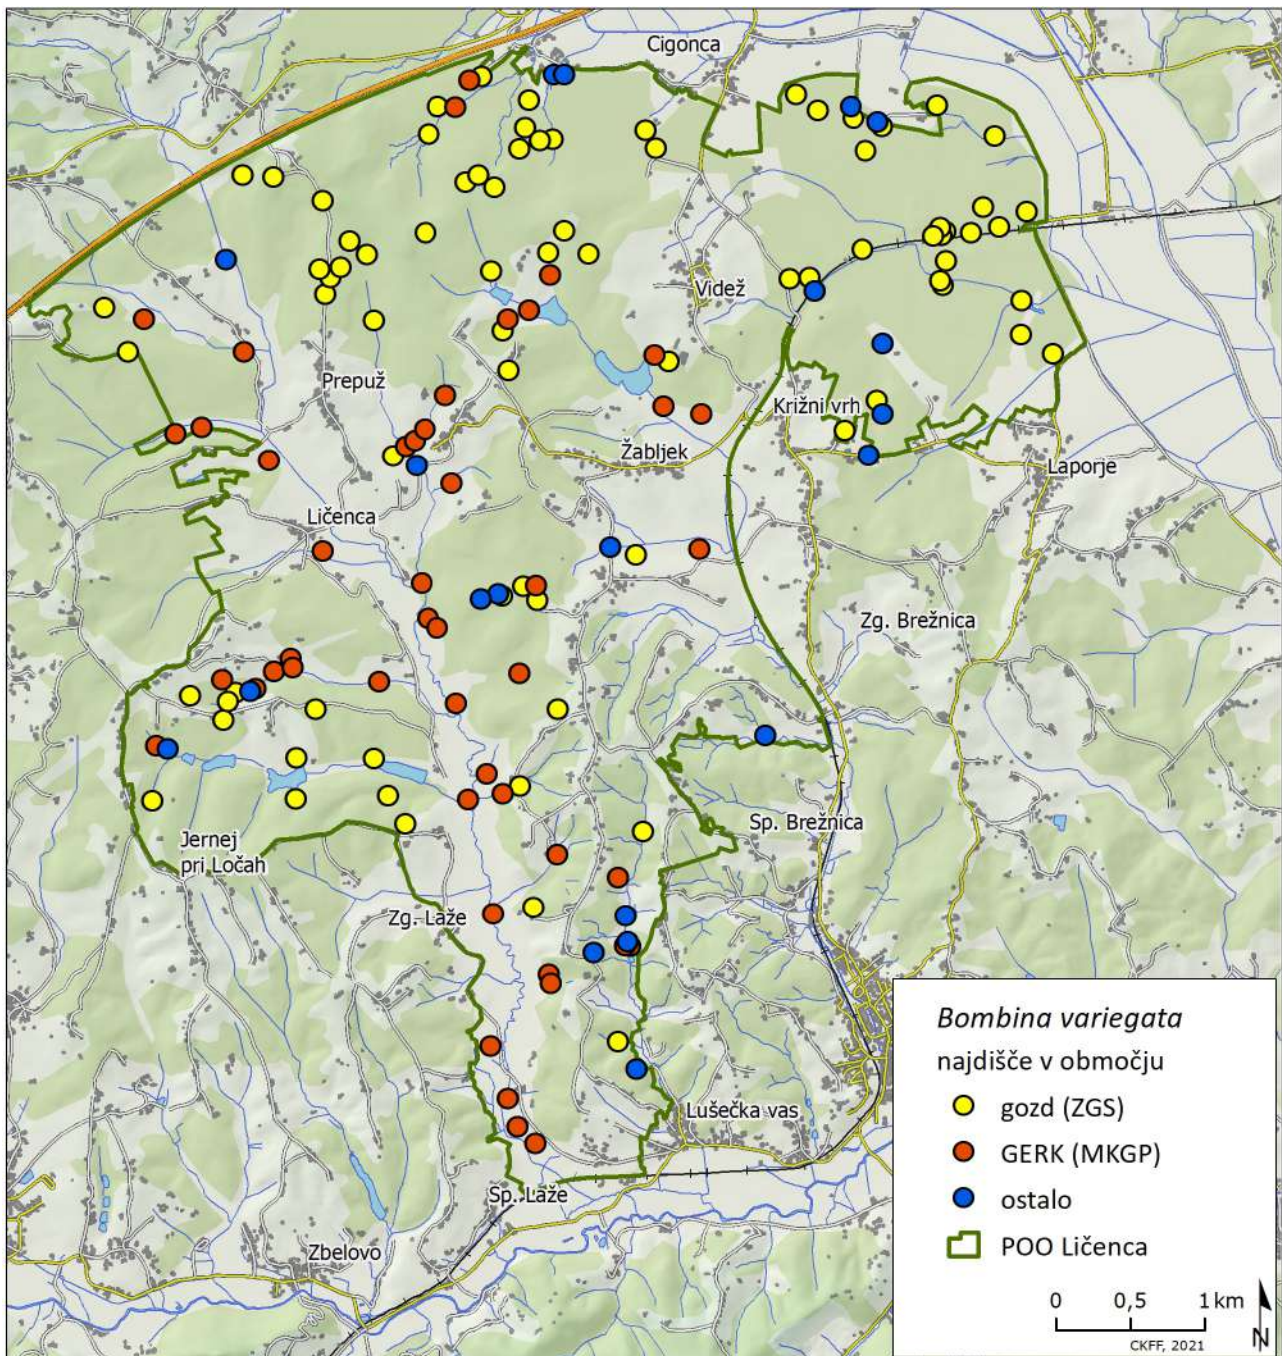 Cigonca
Videž
Prepuž
Križni vrh
Žabljek
Laporje
Ličenca
Zg. Brežnica
Sp. Brežnica
Jernej
pri Ločah
Zg. Laže
Lušečka vas
Sp. Laže
Zbelovo
Bombina variegata
najdišče v območju
gozd (ZGS)
GERK (MKGP)
ostalo
POO Ličenca
0 0,5 1 km
CKFF, 2021
N